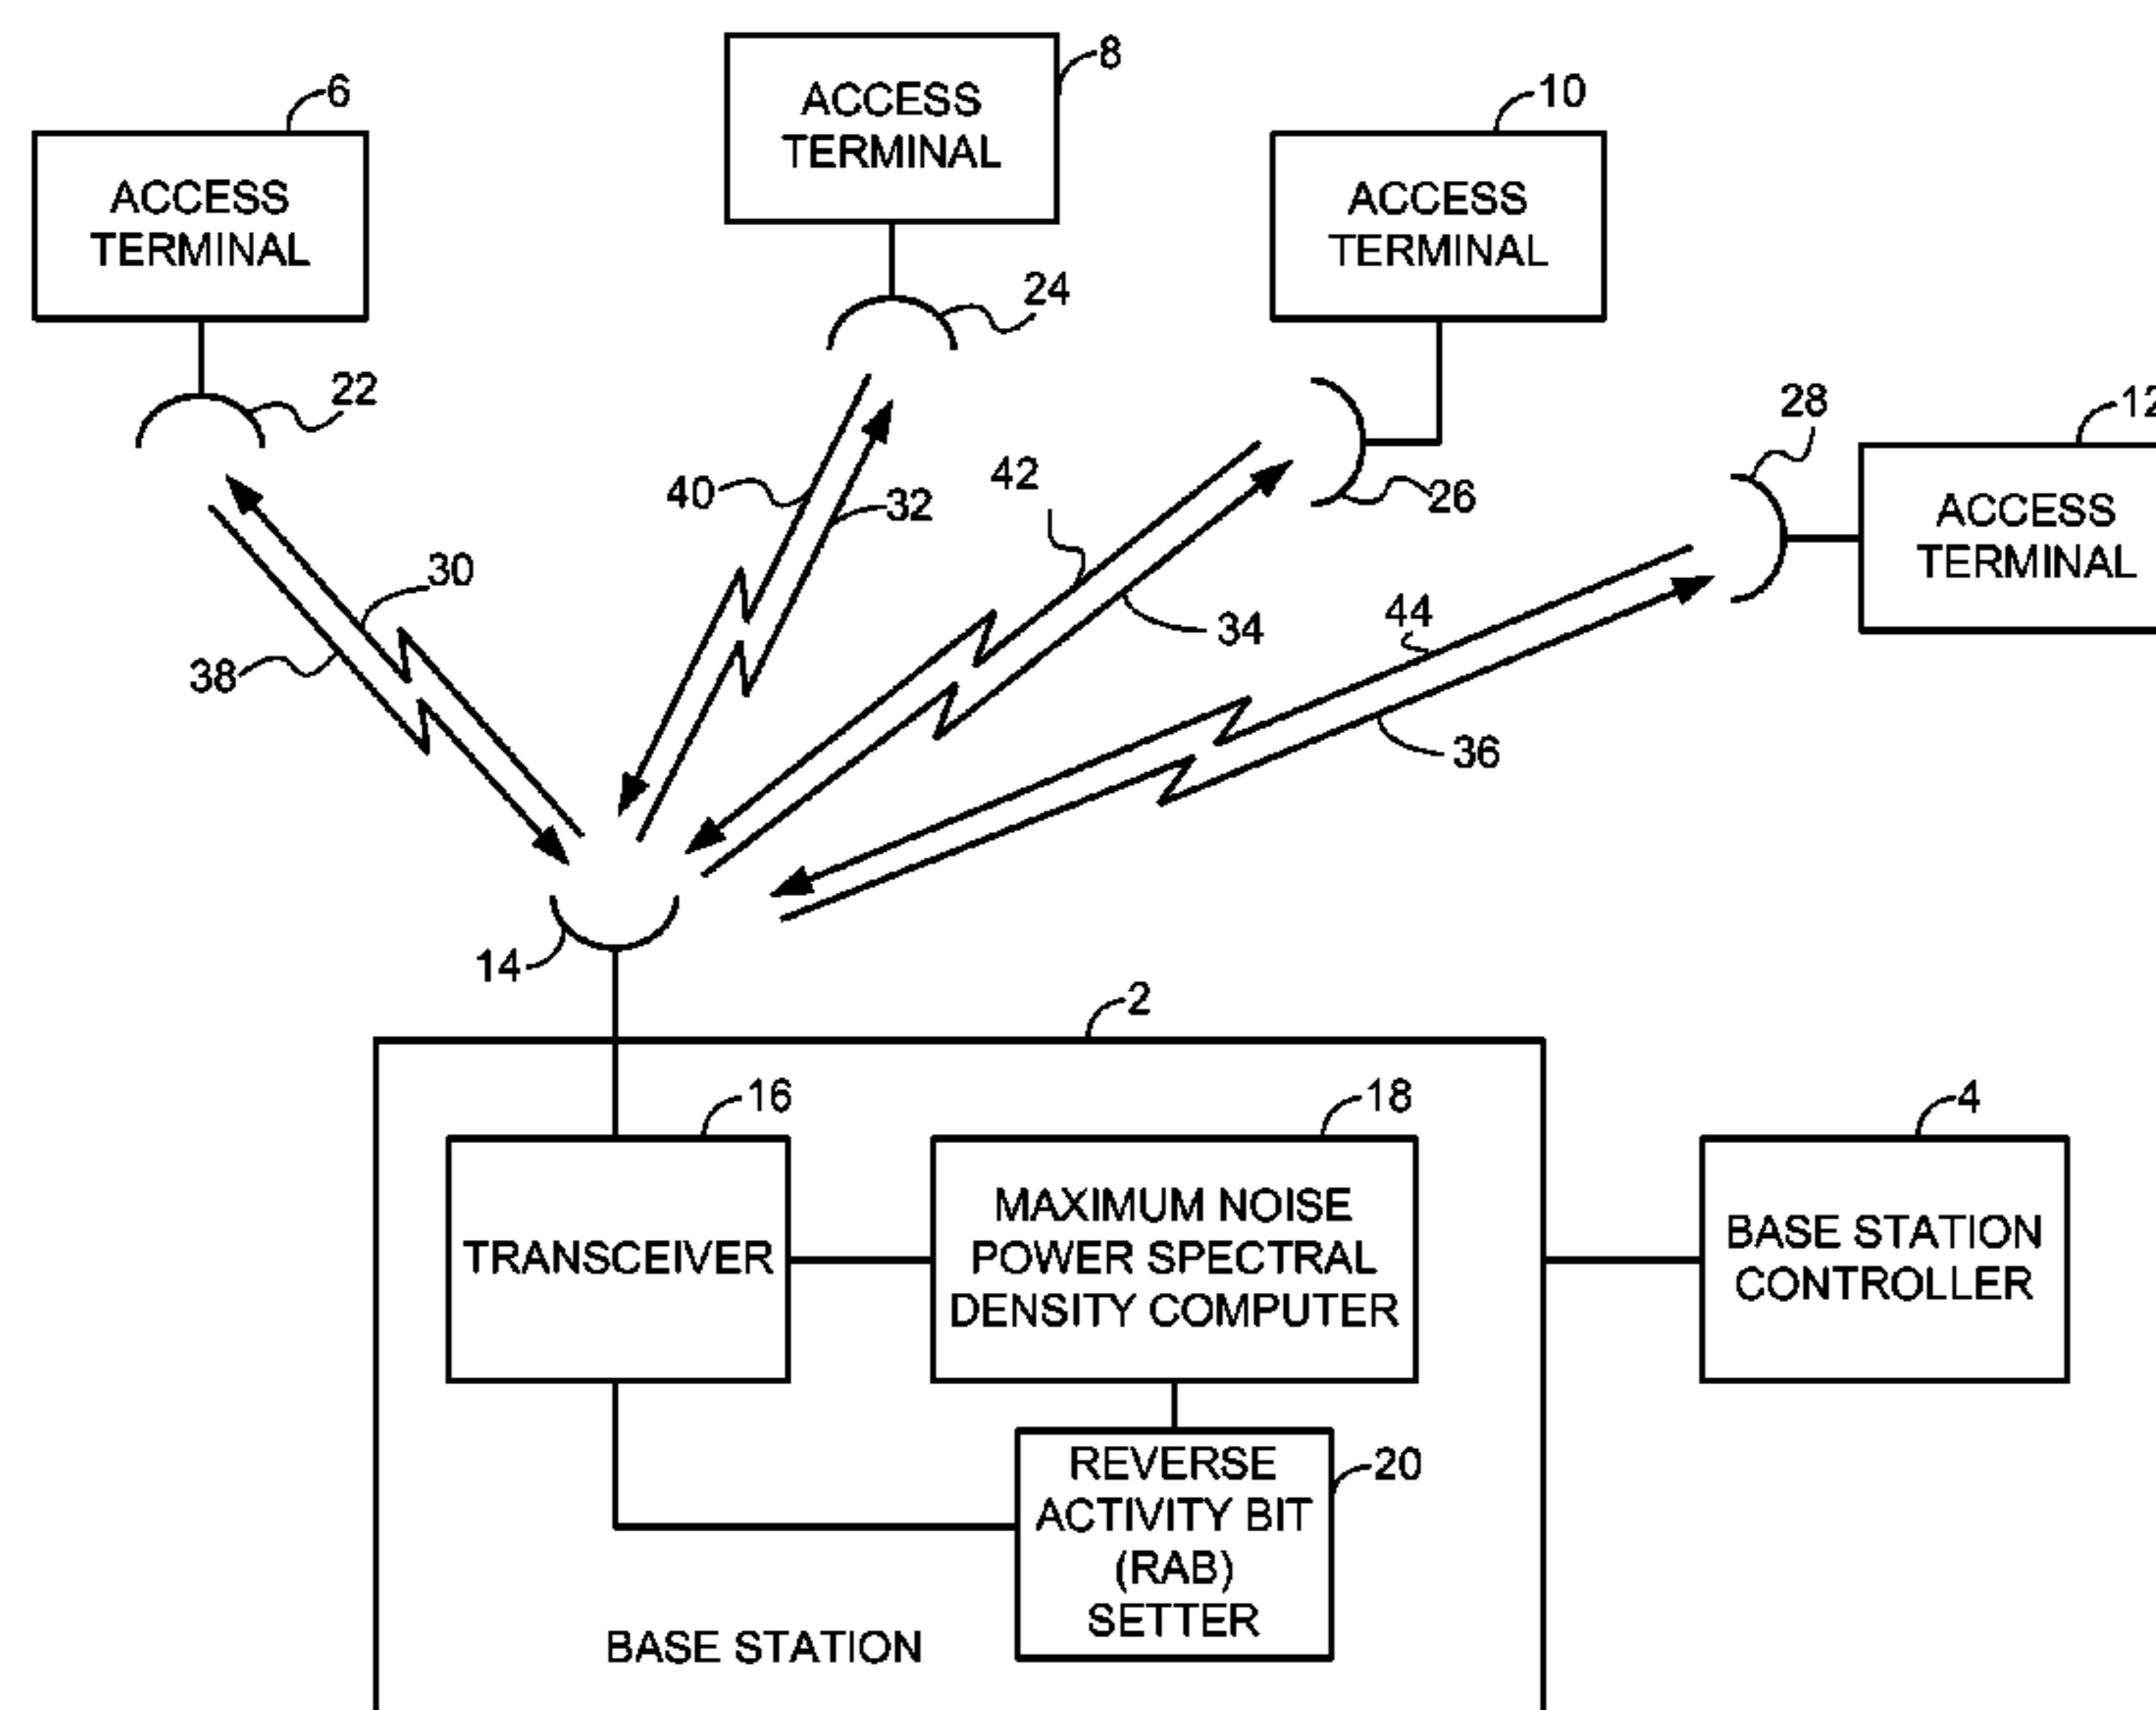 8
ACCESS
TERMINAL
6
ACCESS
TERMINAL
10
ACCESS
TERMINAL
24
22
28
12
ACCESS
TERMINAL
26
40
32
42
30
34
44
38
36
14
2
16
18
4
TRANSCEIVER
MAXIMUM NOISE
POWER SPECTRAL
DENSITY COMPUTER
BASE STATION
CONTROLLER
REVERSE
ACTIVITY BIT
(RAB)
SETTER
20
BASE STATION